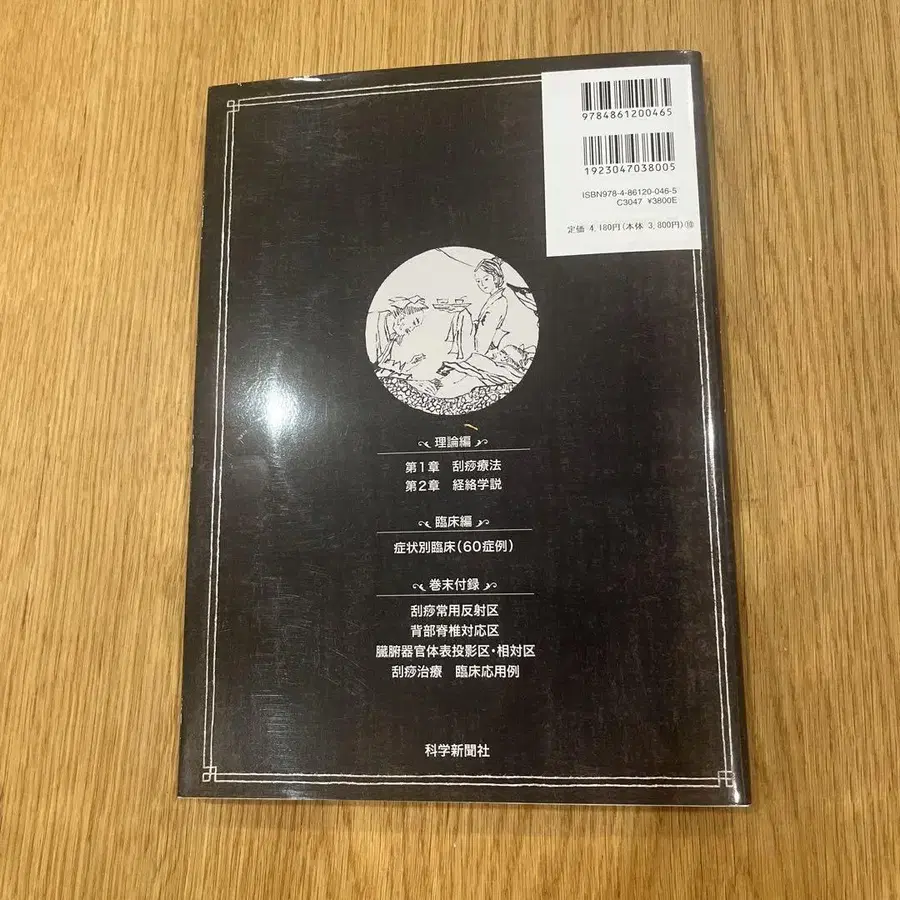 9784861200465
1923047038005
ISBN978-4-86120-046-5
C3047 ¥3800E
定価 4,180円(本体 3,800円)⑩
理論編
第1章 刮痧療法
第2章 経絡学説
臨床編
症状別臨床(60症例)
巻末付録
刮痧常用反射区
背部脊椎対応区
臓腑器官体表投影区・相対区
刮痧治療 臨床応用例
科学新聞社